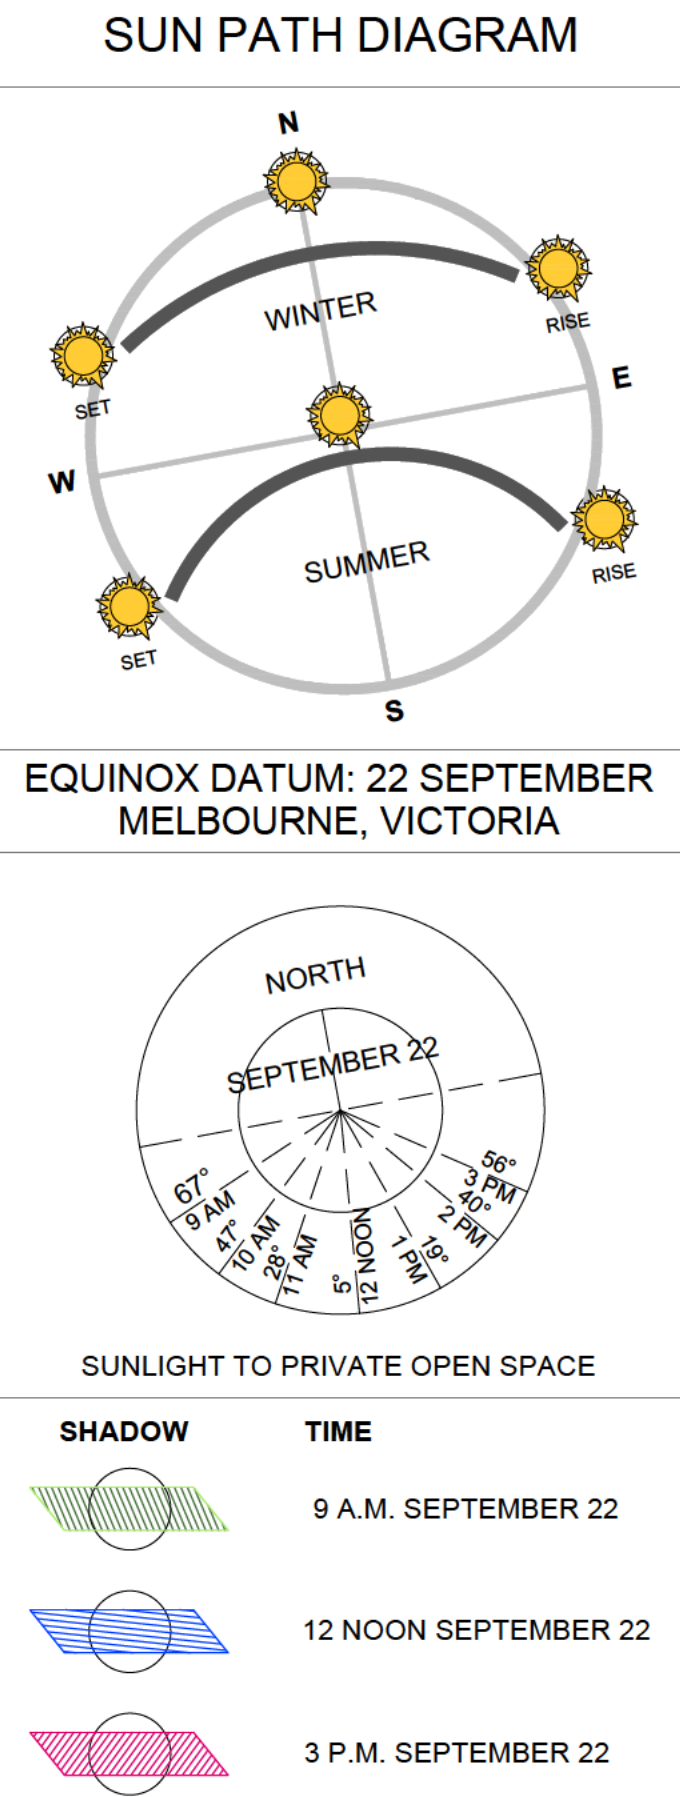 SUN PATH DIAGRAM
N
WINTER
RISE
E
SET
W
SUMMER
RISE
SET
S
EQUINOX DATUM: 22 SEPTEMBER
MELBOURNE, VICTORIA
NORTH
SEPTEMBER 22
67°
9 AM
47°
10 AM
28°
11 AM
5°
12 NOON
1 PM
19°
2 PM
40°
3 PM
56°
SUNLIGHT TO PRIVATE OPEN SPACE
SHADOW TIME
9 A.M. SEPTEMBER 22
12 NOON SEPTEMBER 22
3 P.M. SEPTEMBER 22